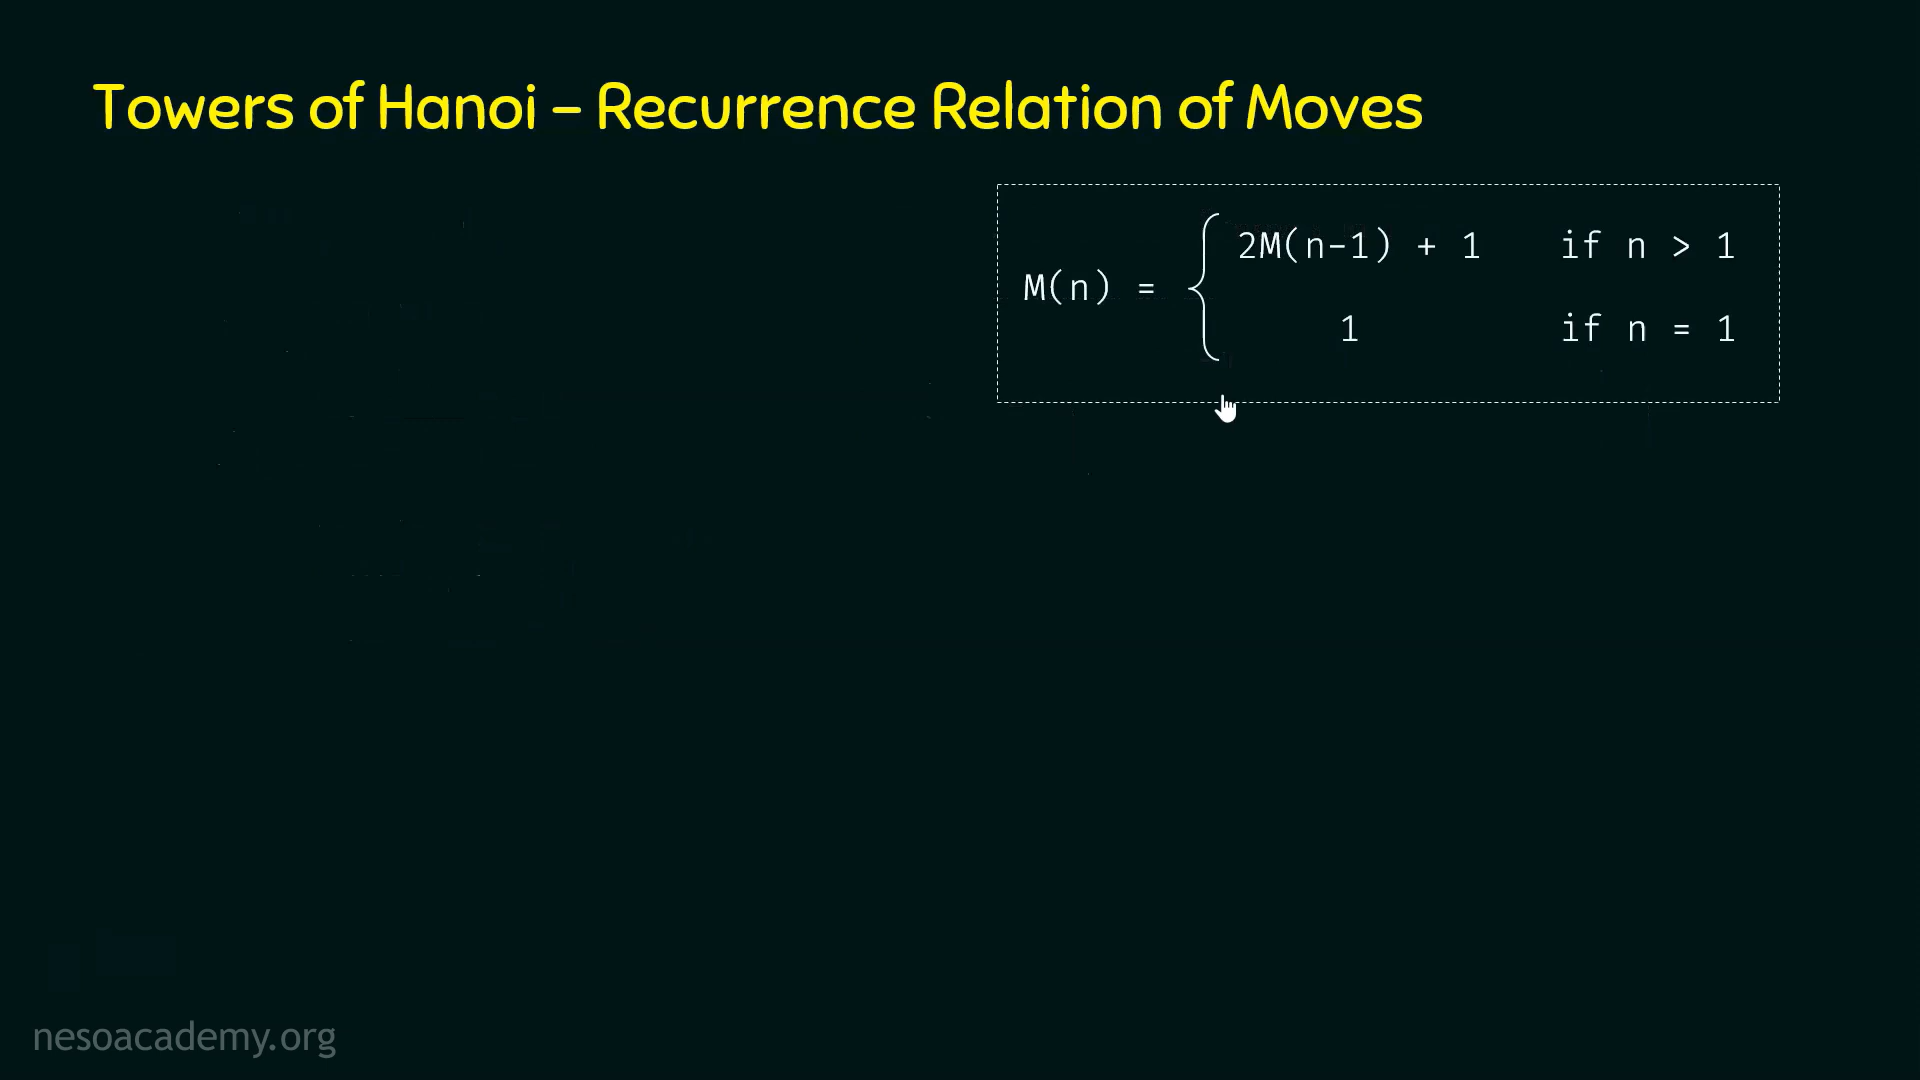 Towers of Hanoi – Recurrence Relation of Moves
2M(n-1) + 1 if n > 1
M(n) =
1 if n = 1
nesoacademy.org